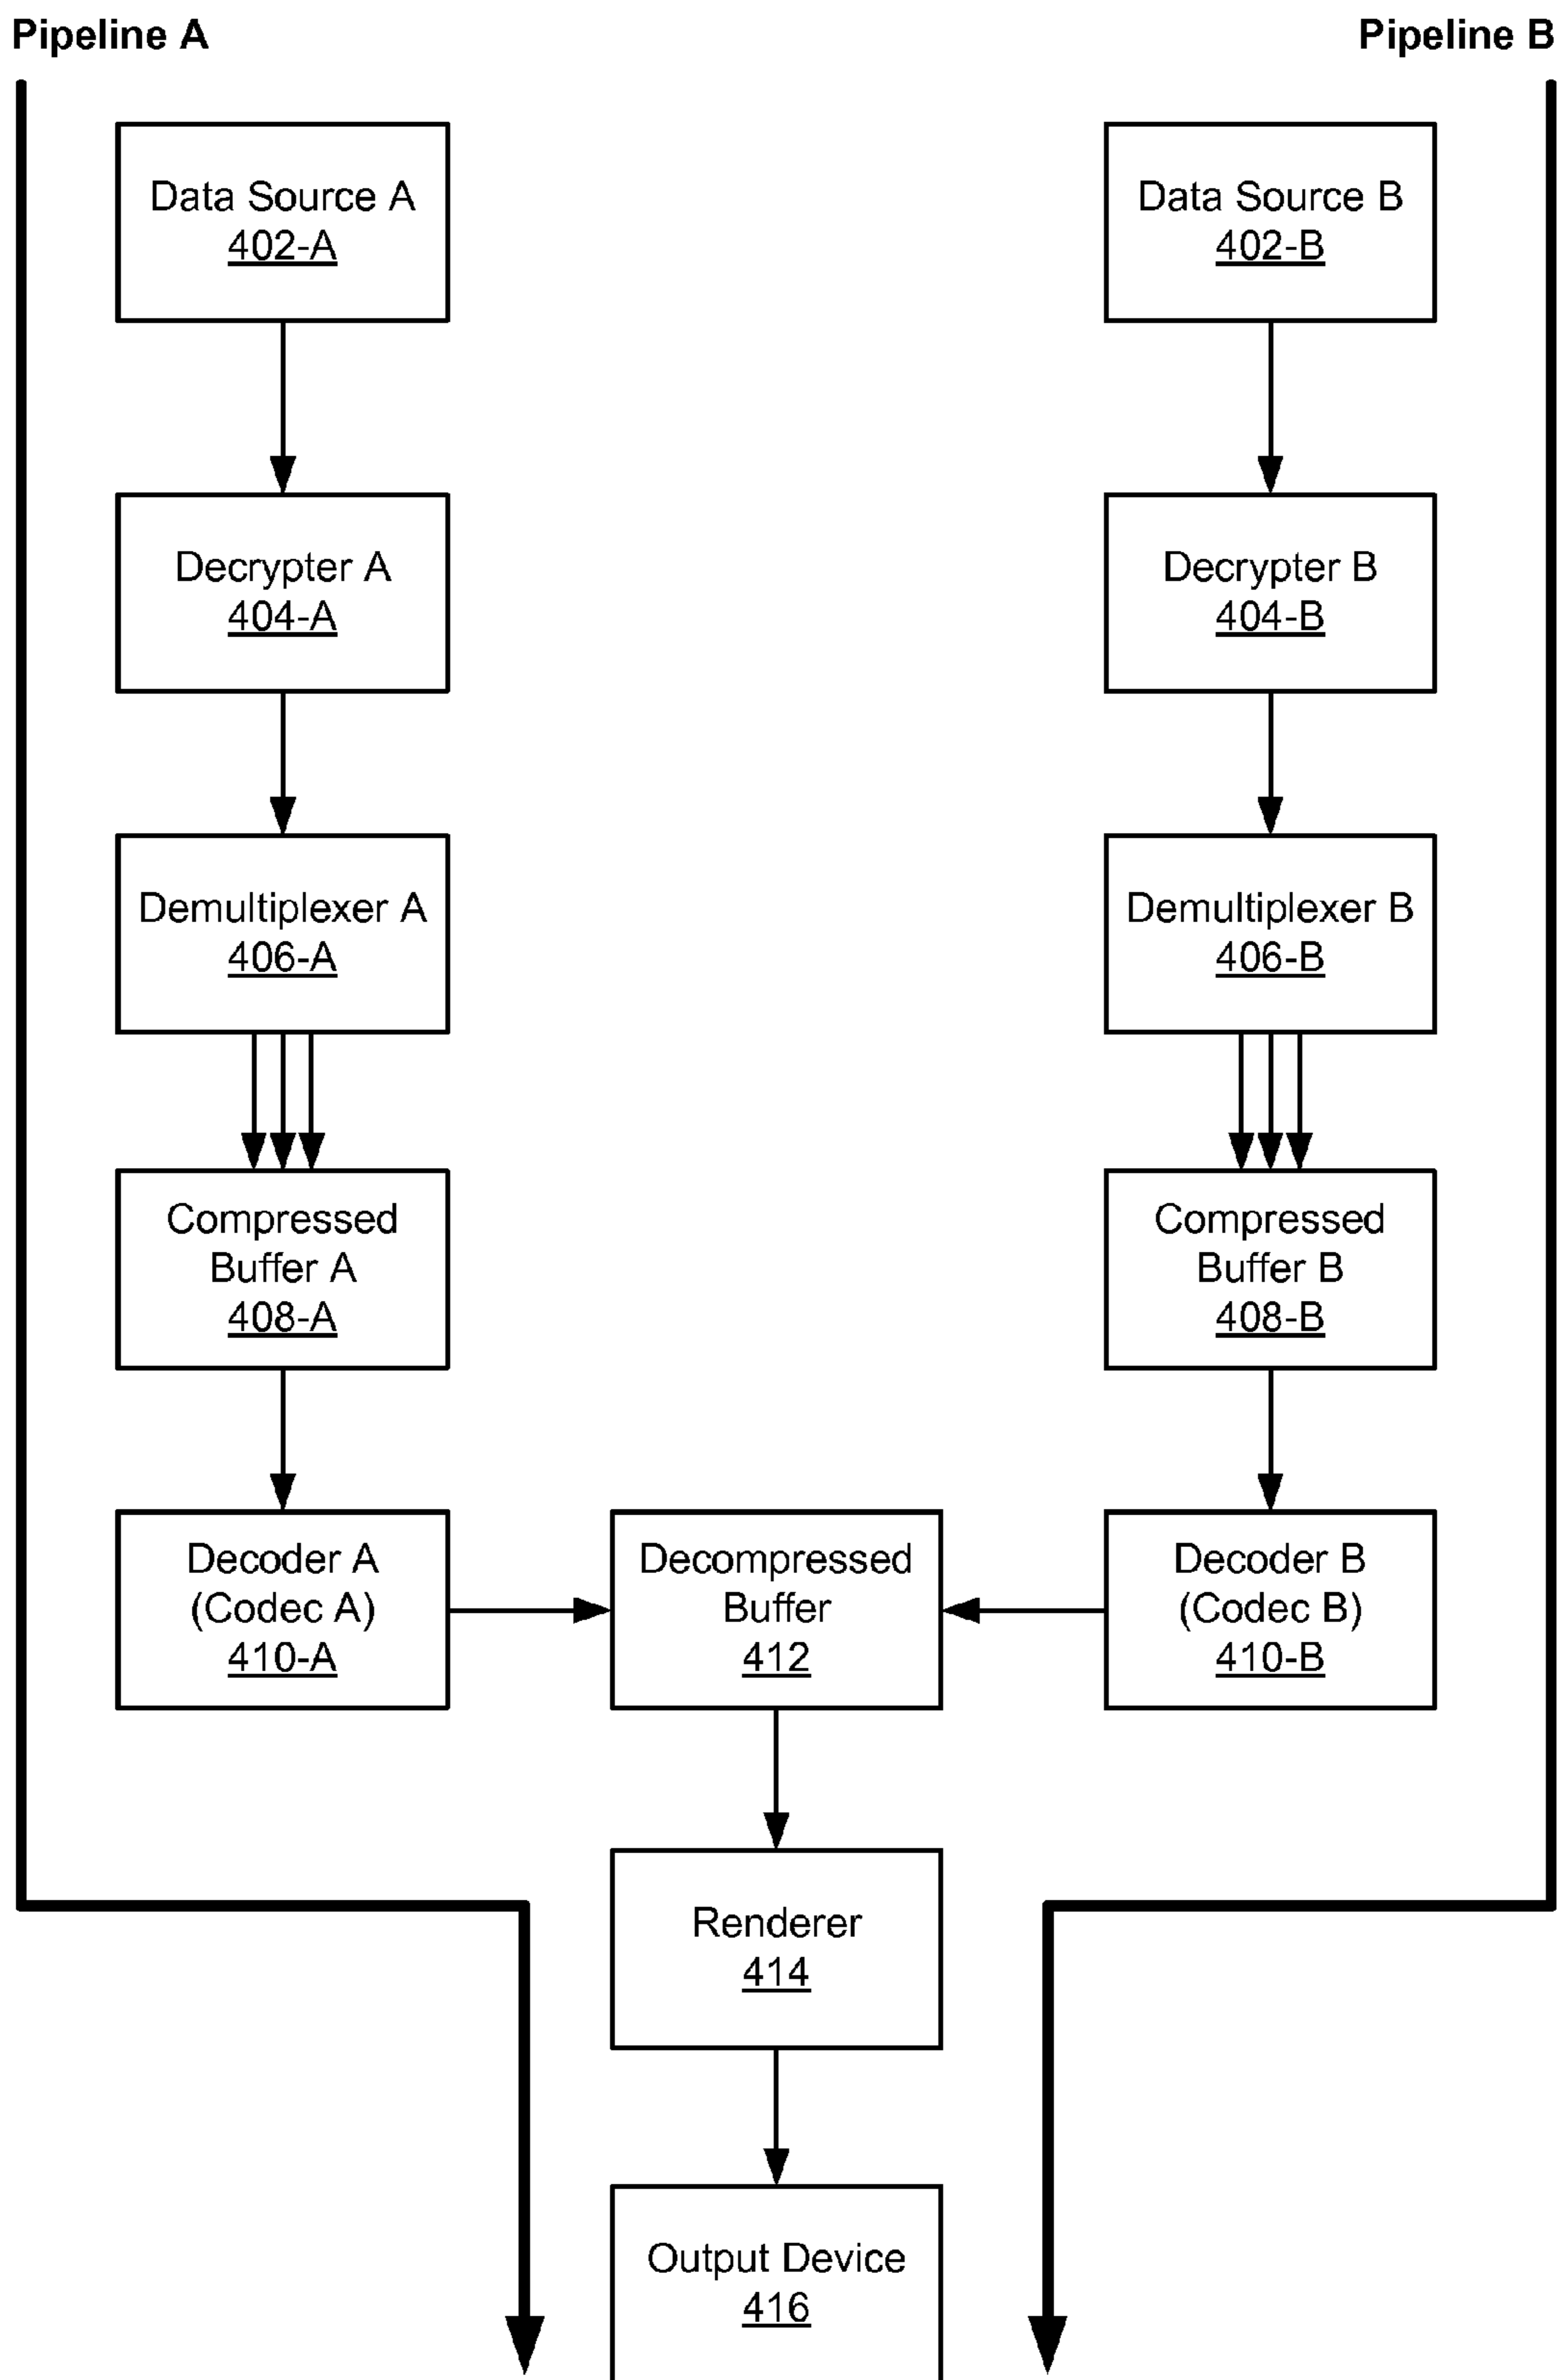 Pipeline A
Pipeline B
Data Source A
402-A
Data Source B
402-B
Decrypter A
404-A
Decrypter B
404-B
Demultiplexer A
406-A
Demultiplexer B
406-B
Compressed
Buffer A
408-A
Compressed
Buffer B
408-B
Decoder A
(Codec A)
410-A
Decompressed
Buffer
412
Decoder B
(Codec B)
410-B
Renderer
414
Output Device
416